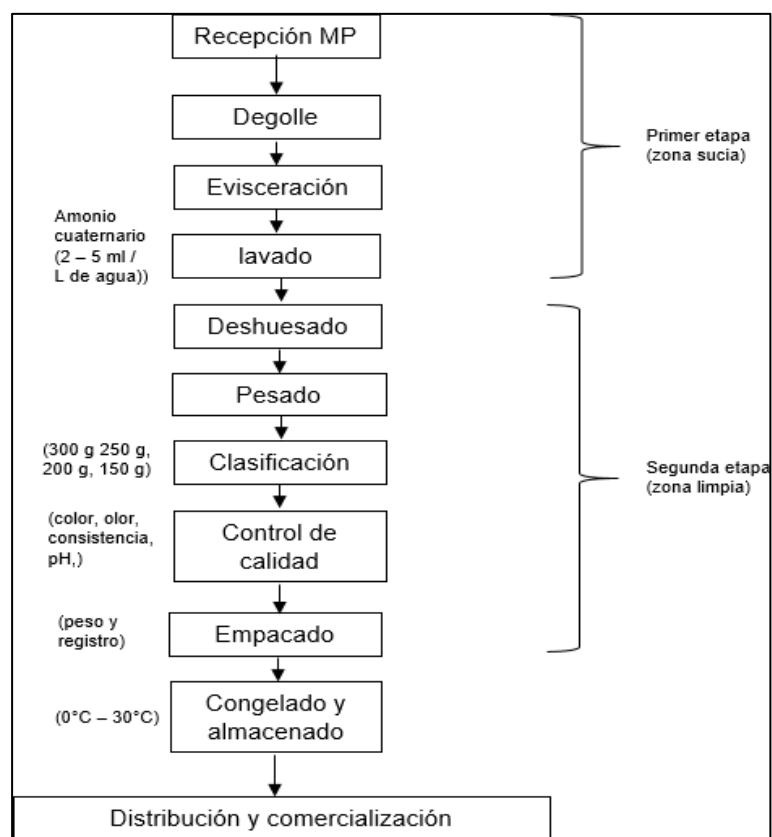 Recepción MP
Degolle
Primer etapa
(zona sucia)
Evisceración
Amonio
cuaternario
(2 – 5 ml /
L de agua))
lavado
Deshuesado
Pesado
(300 g 250 g,
200 g, 150 g)
Clasificación
Segunda etapa
(zona limpia)
(color, olor,
consistencia,
pH,)
Control de
calidad
(peso y
registro)
Empacado
(0°C – 30°C)
Congelado y
almacenado
Distribución y comercialización